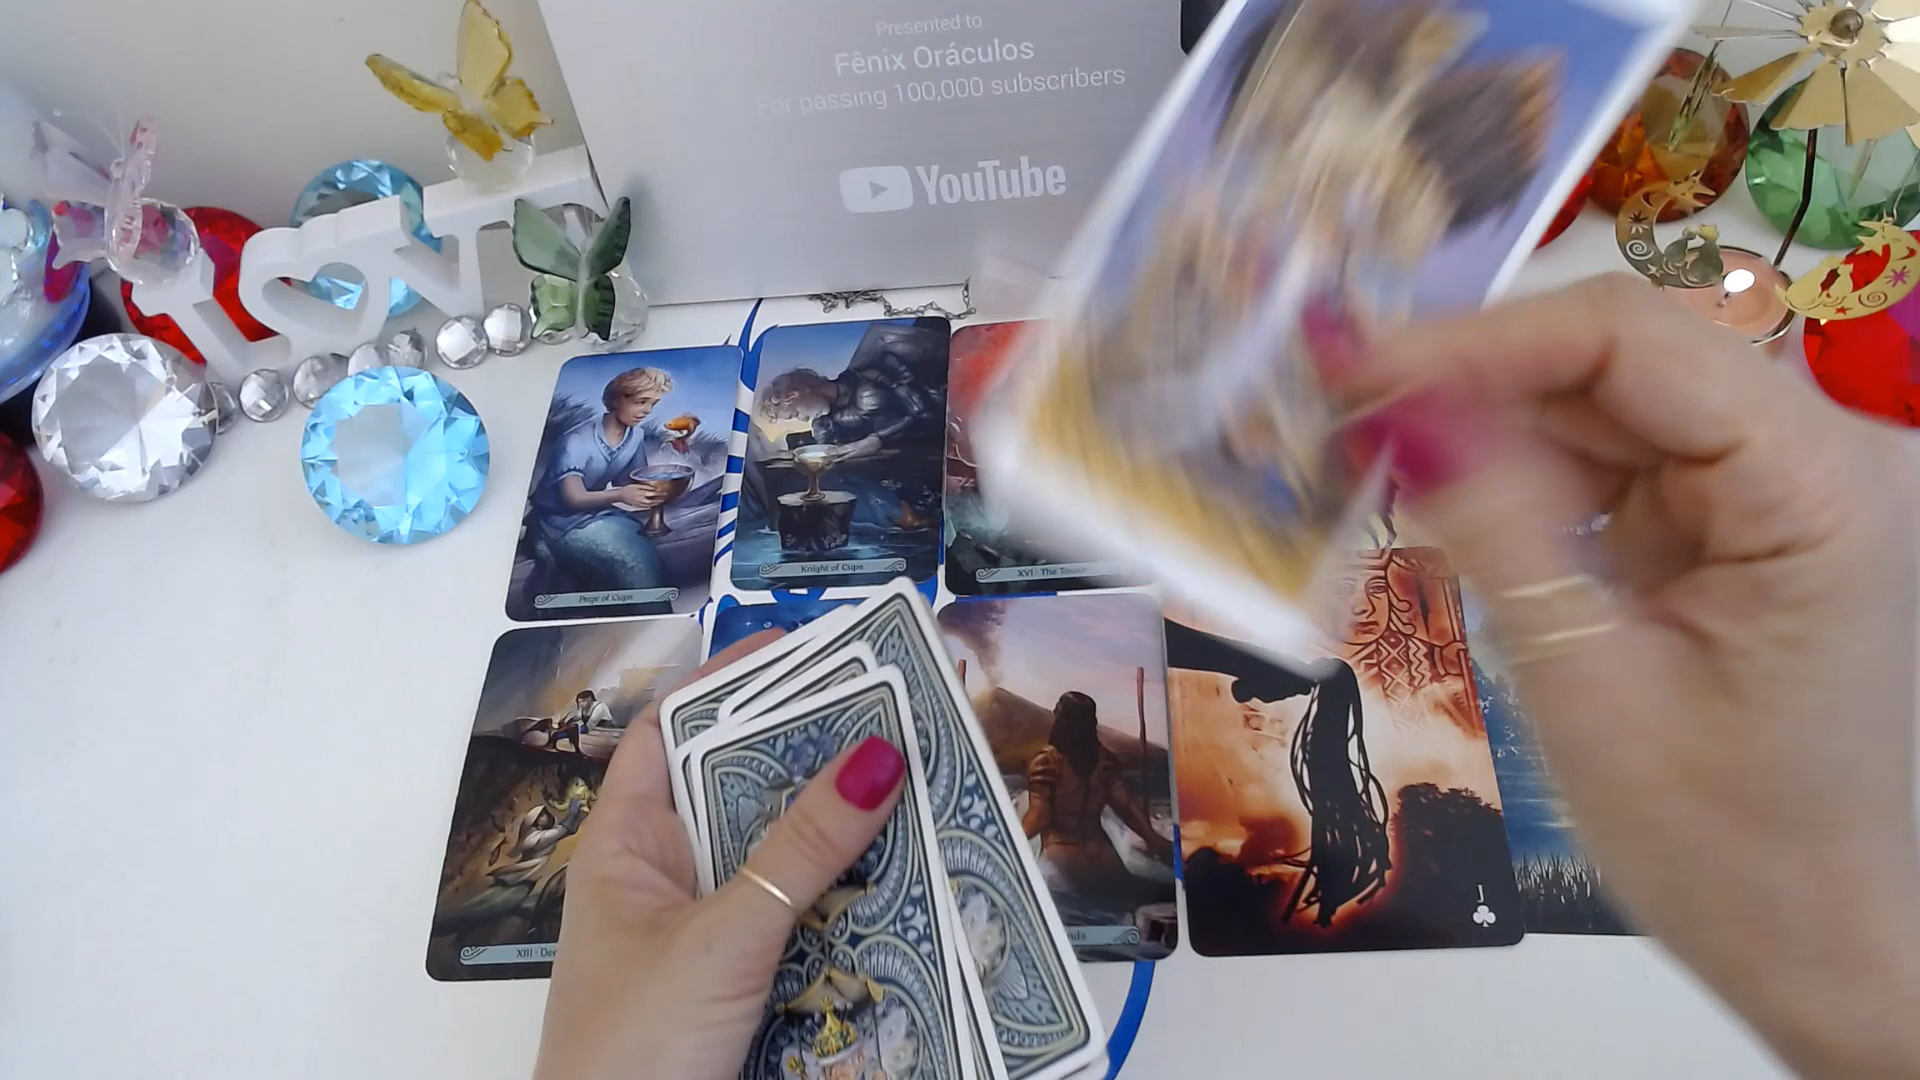 Presented to
Fênix Oráculos
For passing 100,000 subscribers
YouTube
LOVE
Page of Cups
Knight of Cups
XVI · The Tower
J